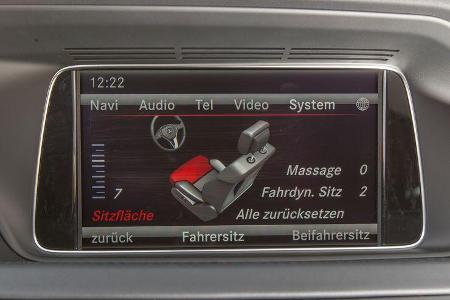 12:22
Navi Audio Tel Video System
Massage 0
7 Fahrdyn. Sitz 2
Sitzfläche Alle zurücksetzen
zurück Fahrersitz Beifahrersitz